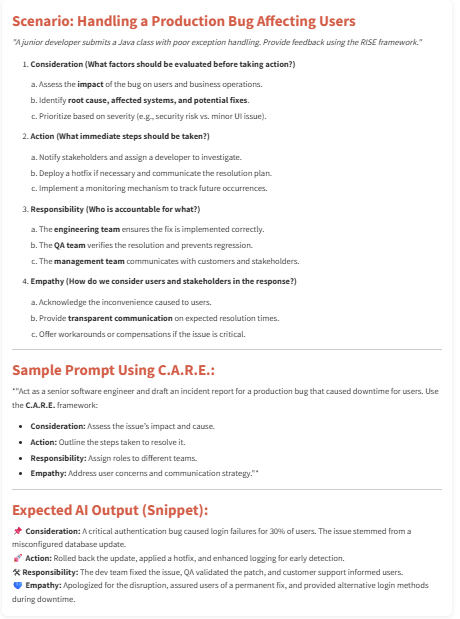 Scenario: Handling a Production Bug Affecting Users
"A junior developer submits a Java class with poor exception handling. Provide feedback using the RISE framework."
1. Consideration (What factors should be evaluated before taking action?)
a. Assess the impact of the bug on users and business operations.
b. Identify root cause, affected systems, and potential fixes.
c. Prioritize based on severity (e.g., security risk vs. minor UI issue).
2. Action (What immediate steps should be taken?)
a. Notify stakeholders and assign a developer to investigate.
b. Deploy a hotfix if necessary and communicate the resolution plan.
c. Implement a monitoring mechanism to track future occurrences.
3. Responsibility (Who is accountable for what?)
a. The engineering team ensures the fix is implemented correctly.
b. The QA team verifies the resolution and prevents regression.
c. The management team communicates with customers and stakeholders.
4. Empathy (How do we consider users and stakeholders in the response?)
a. Acknowledge the inconvenience caused to users.
b. Provide transparent communication on expected resolution times.
c. Offer workarounds or compensations if the issue is critical.
Sample Prompt Using C.A.R.E.:
*"Act as a senior software engineer and draft an incident report for a production bug that caused downtime for users. Use
the C.A.R.E. framework:
• Consideration: Assess the issue's impact and cause.
• Action: Outline the steps taken to resolve it.
• Responsibility: Assign roles to different teams.
• Empathy: Address user concerns and communication strategy."*
Expected AI Output (Snippet):
📌 Consideration: A critical authentication bug caused login failures for 30% of users. The issue stemmed from a
misconfigured database update.
🚀 Action: Rolled back the update, applied a hotfix, and enhanced logging for early detection.
🛠 Responsibility: The dev team fixed the issue, QA validated the patch, and customer support informed users.
💙 Empathy: Apologized for the disruption, assured users of a permanent fix, and provided alternative login methods
during downtime.